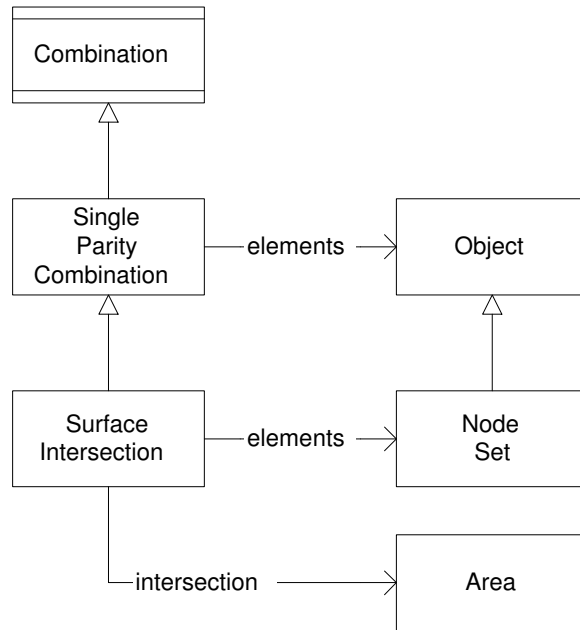 Combination
Single
Parity
Combination
elements
Object
Surface
Intersection
elements
Node
Set
intersection
Area